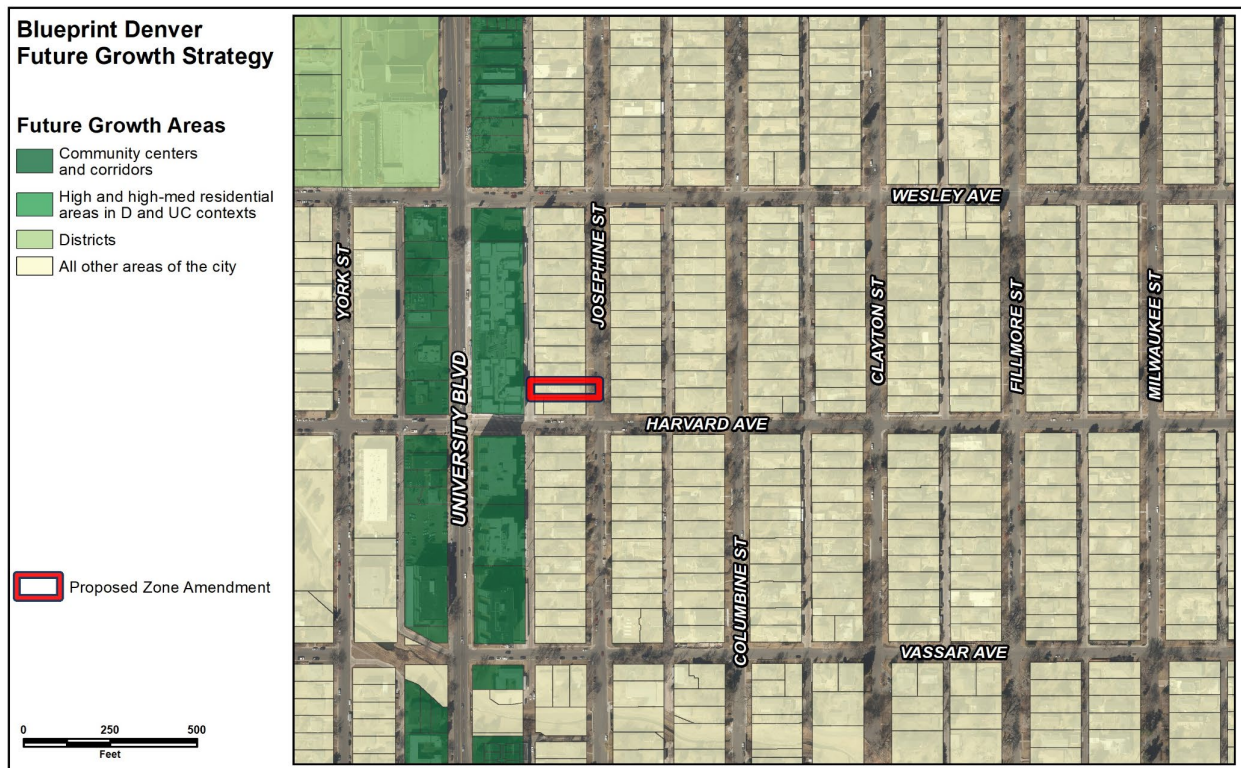 Blueprint Denver
Future Growth Strategy
Future Growth Areas
Community centers
and corridors
High and high-med residential
areas in D and UC contexts
Districts
All other areas of the city
Proposed Zone Amendment
0 250 500
Feet
WESLEY AVE
YORK ST
UNIVERSITY BLVD
JOSEPHINE ST
CLAYTON ST
FILLMORE ST
MILWAUKEE ST
HARVARD AVE
COLUMBINE ST
VASSAR AVE